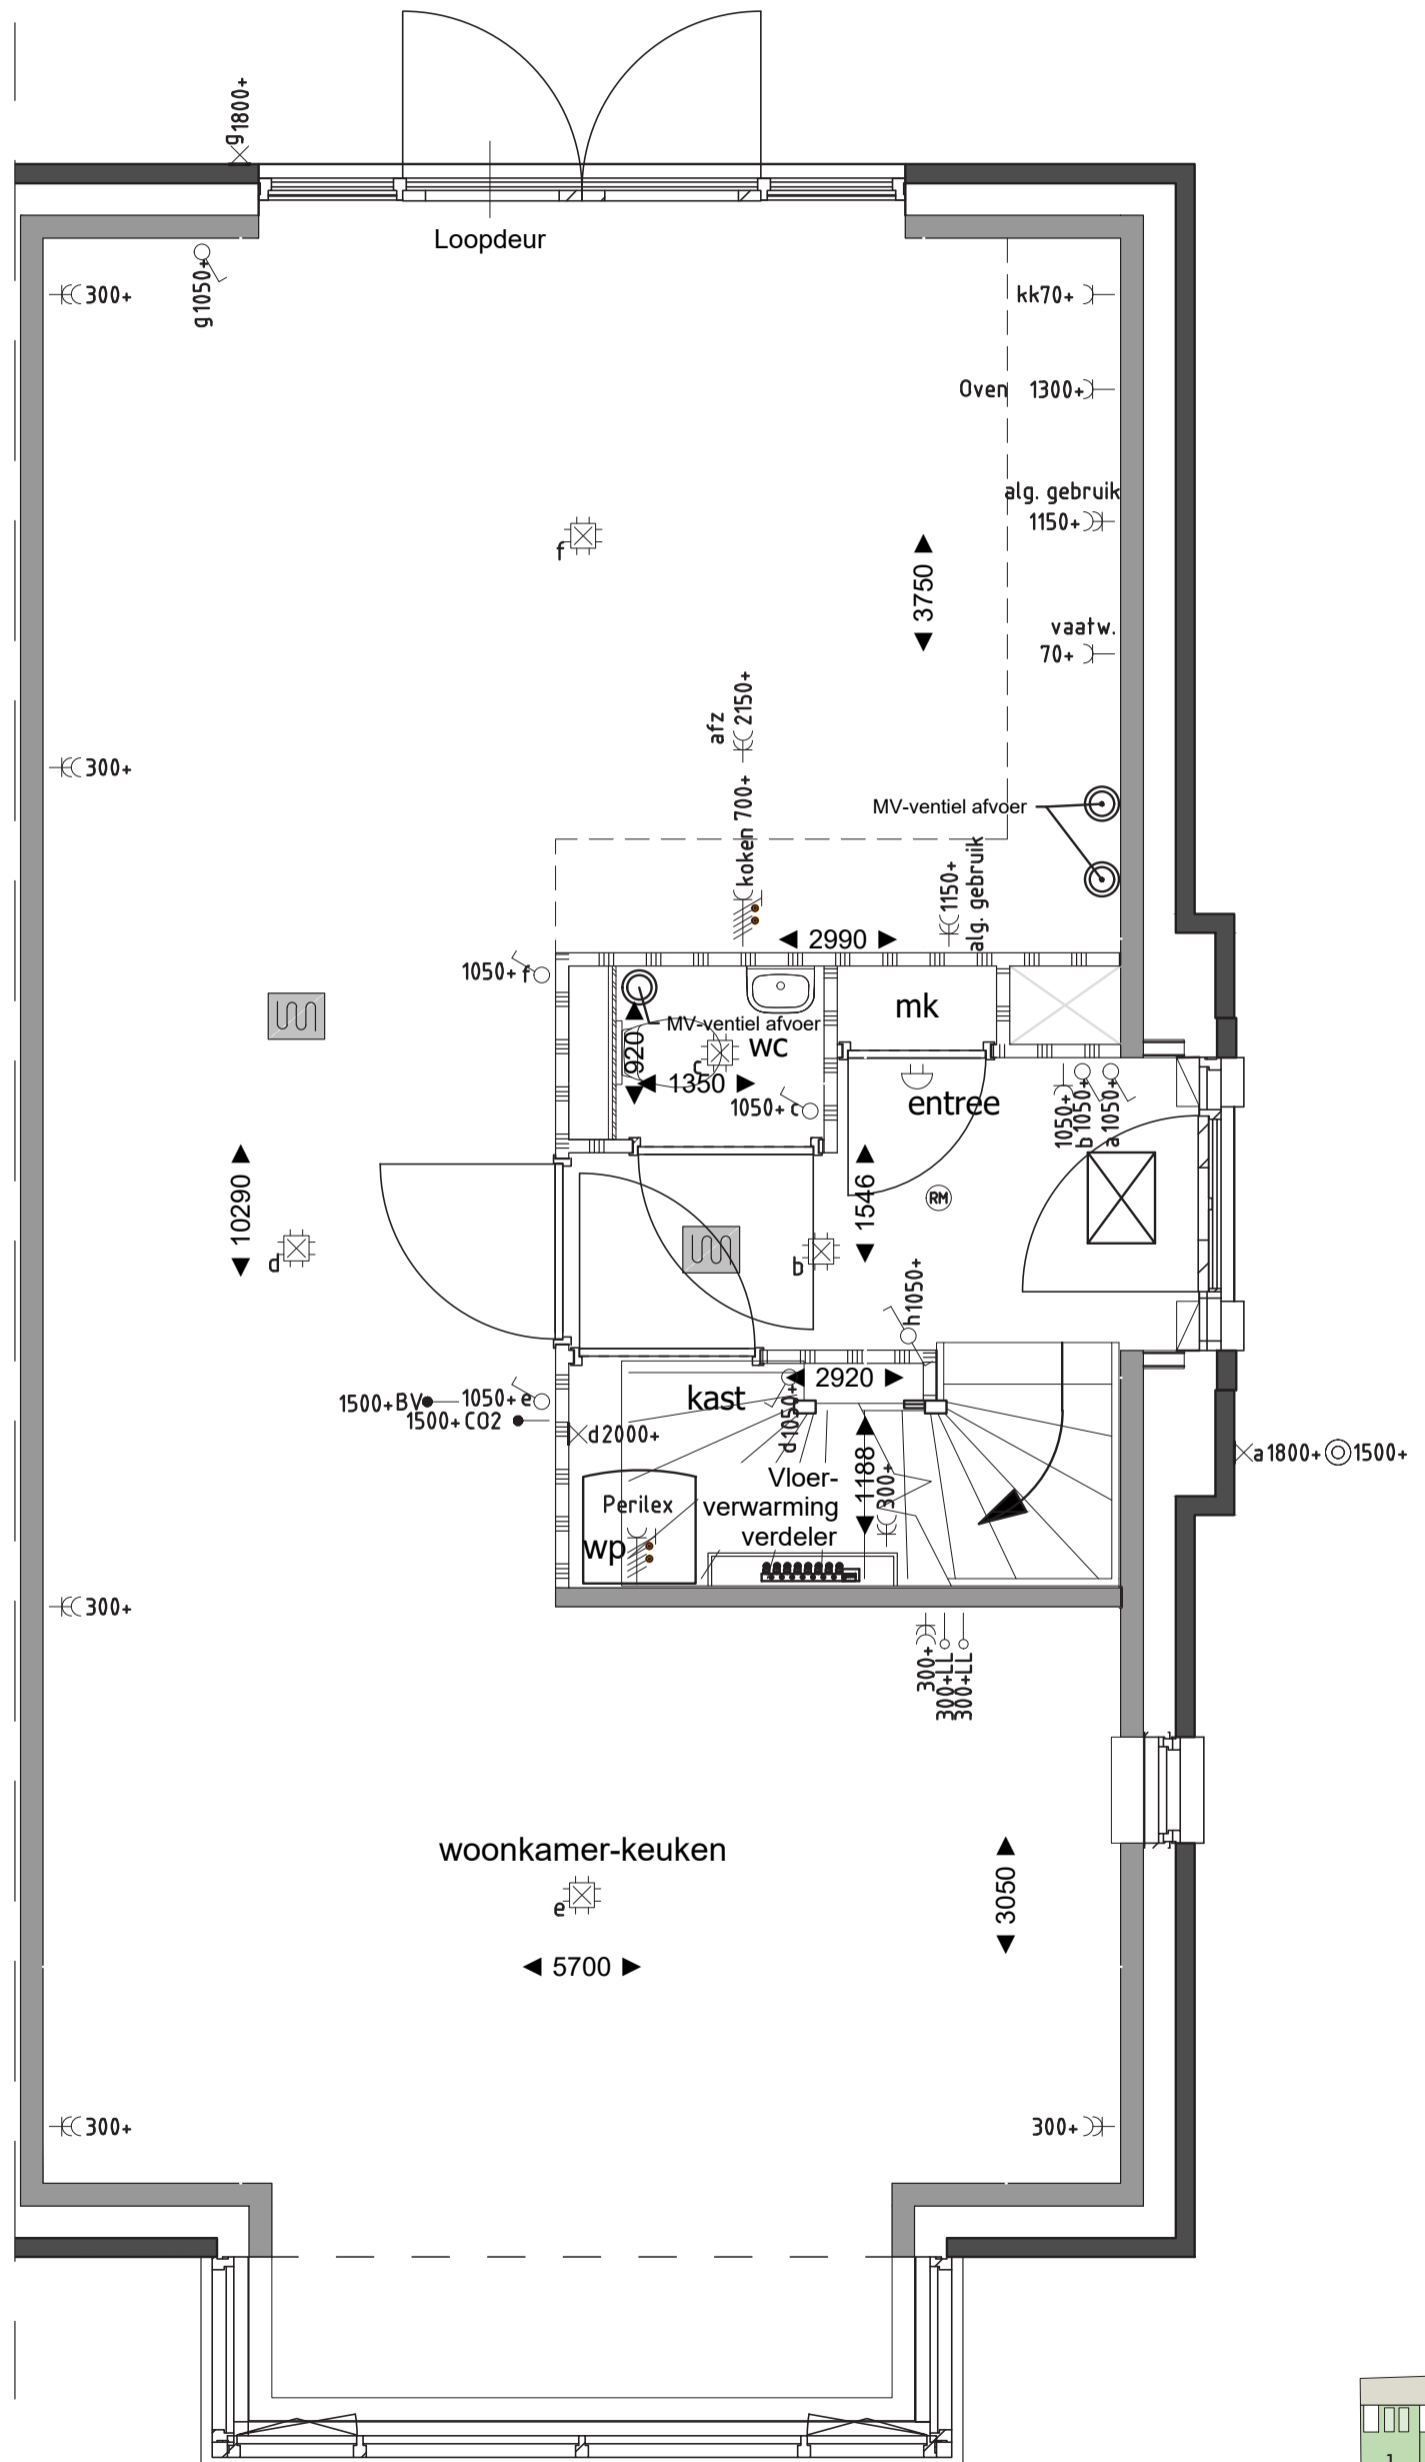 g1800+
Loopdeur
g1050+
300+
kk70+
Oven 1300+
alg. gebruik
1150+
f
3750
vaatw.
70+
afz
2150+
300+
koken 700+
MV-ventiel afvoer
1150+
alg. gebruik
2990
1050+ f
mk
MV-ventiel afvoer
920
c
wc
1350
1050+ c
entree
1050+
b1050+
a1050+
10290
1546
RM
d
b
h1050+
1500+BV
1050+e
1500+CO2
kast
2920
d1050+
d2000+
a1800+
1500+
Vloer-
verwarming
verdeler
1188
300+
Perilex
wp
300+
300+
300+LL
300+LL
woonkamer-keuken
e
3050
5700
300+
300+
1